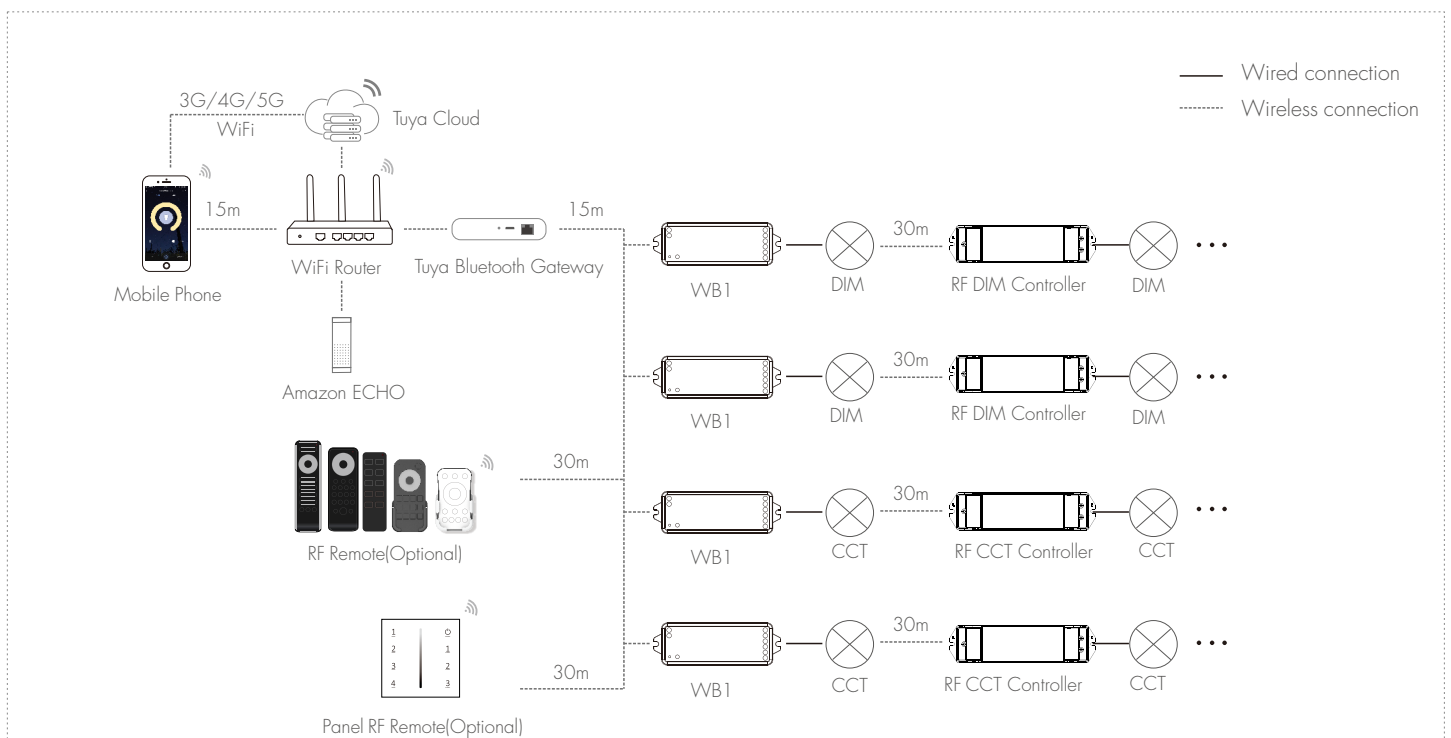 Wired connection
Wireless connection
3G/4G/5G
WiFi
Tuya Cloud
15m
15m
WiFi Router
Tuya Bluetooth Gateway
Mobile Phone
Amazon ECHO
WB1
DIM
30m
RF DIM Controller
DIM
WB1
DIM
30m
RF DIM Controller
DIM
30m
RF Remote(Optional)
WB1
CCT
30m
RF CCT Controller
CCT
1
2
3
4
1
2
3
30m
Panel RF Remote(Optional)
WB1
CCT
30m
RF CCT Controller
CCT